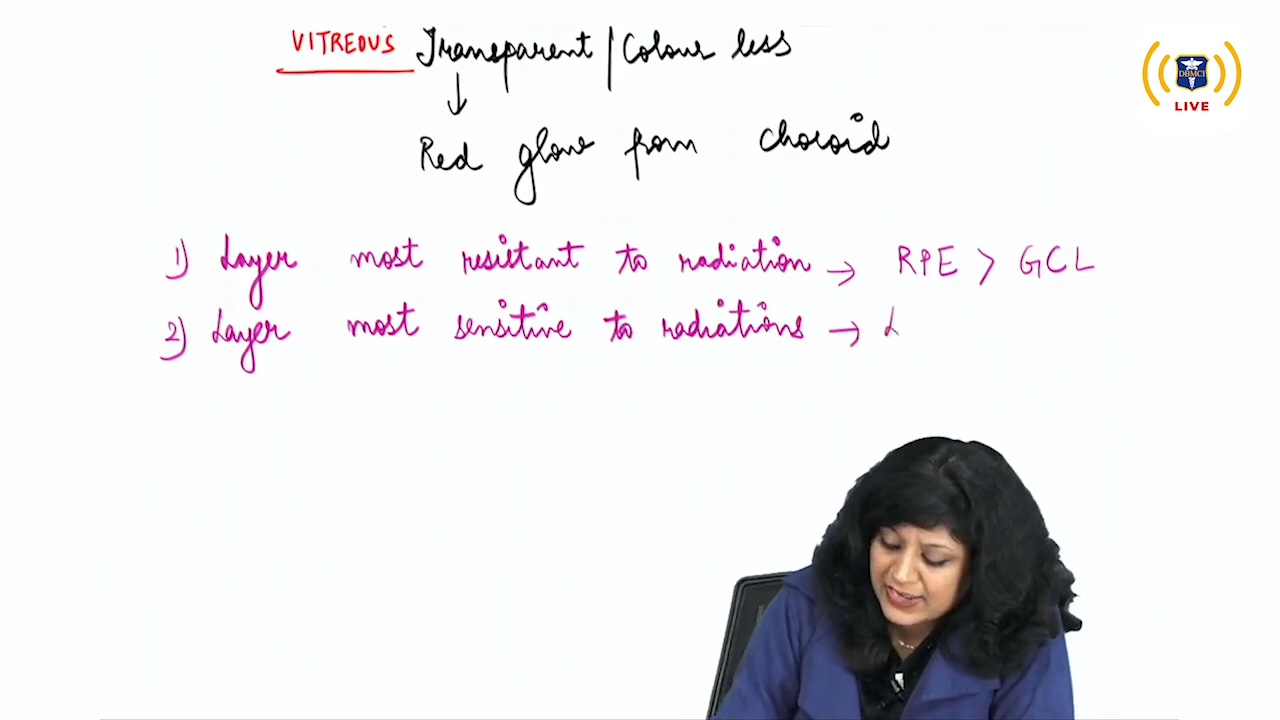 VITREOUS Transparent / Colour less
↓
Red glow from choroid
1) Layer most resistant to radiation → RPE > GCL
2) Layer most sensitive to radiations → L
DBMCI
LIVE